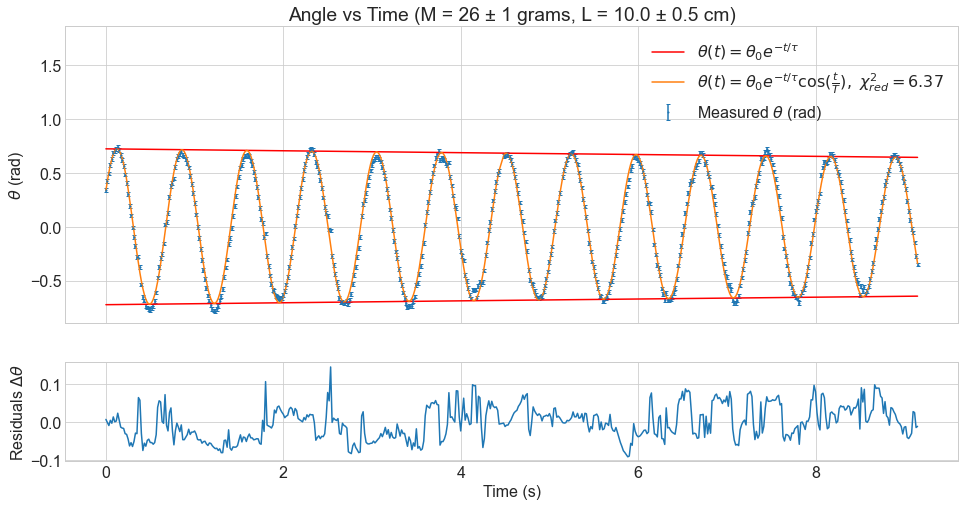 Angle vs Time (M = 26 ± 1 grams, L = 10.0 ± 0.5 cm)
θ(t) = θ₀e^{−t/τ}
θ(t) = θ₀e^{−t/τ}cos(t/T), χ²_{red} = 6.37
Measured θ (rad)
θ (rad)
1.5
1.0
0.5
0.0
−0.5
Residuals Δθ
0.1
0.0
−0.1
0 2 4 6 8
Time (s)